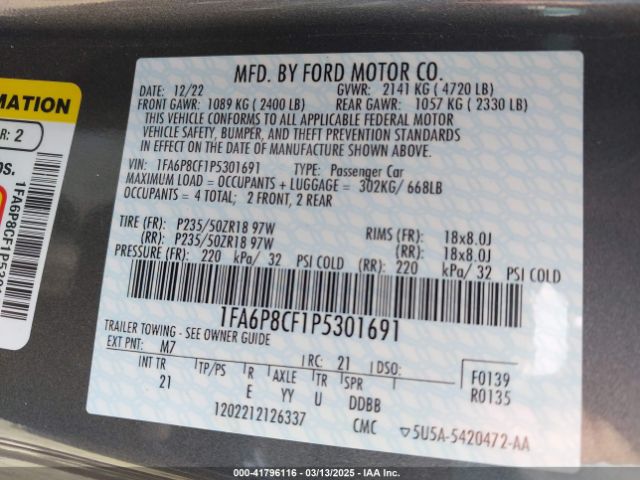 MFD. BY FORD MOTOR CO.
DATE: 12/22 GVWR: 2141 KG ( 4720 LB)
FRONT GAWR: 1089 KG ( 2400 LB) REAR GAWR: 1057 KG ( 2330 LB)
THIS VEHICLE CONFORMS TO ALL APPLICABLE FEDERAL MOTOR
VEHICLE SAFETY, BUMPER, AND THEFT PREVENTION STANDARDS
IN EFFECT ON THE DATE OF MANUFACTURE SHOWN ABOVE.
VIN: 1FA6P8CF1P5301691 TYPE: Passenger Car
MAXIMUM LOAD = OCCUPANTS + LUGGAGE = 302KG/ 668LB
OCCUPANTS = 4 TOTAL; 2 FRONT, 2 REAR
TIRE (FR): P235/50ZR18 97W RIMS (FR): 18x8.0J
(RR): P235/50ZR18 97W (RR): 18x8.0J
PRESSURE (FR): 220 kPa/ 32 PSI COLD (RR): 220 kPa/ 32 PSI COLD
1FA6P8CF1P5301691
TRAILER TOWING - SEE OWNER GUIDE
EXT PNT: M7 RC: 21 DSO: F0139
INT TR TP/PS R AXLE TR SPR R0135
21 E YY U DDBB
1202212126337 CMC 5U5A-5420472-AA
MATION
R: 2
OS.
1FA6P8CF1P5301
000-41796116 — 03/13/2025 — IAA Inc.